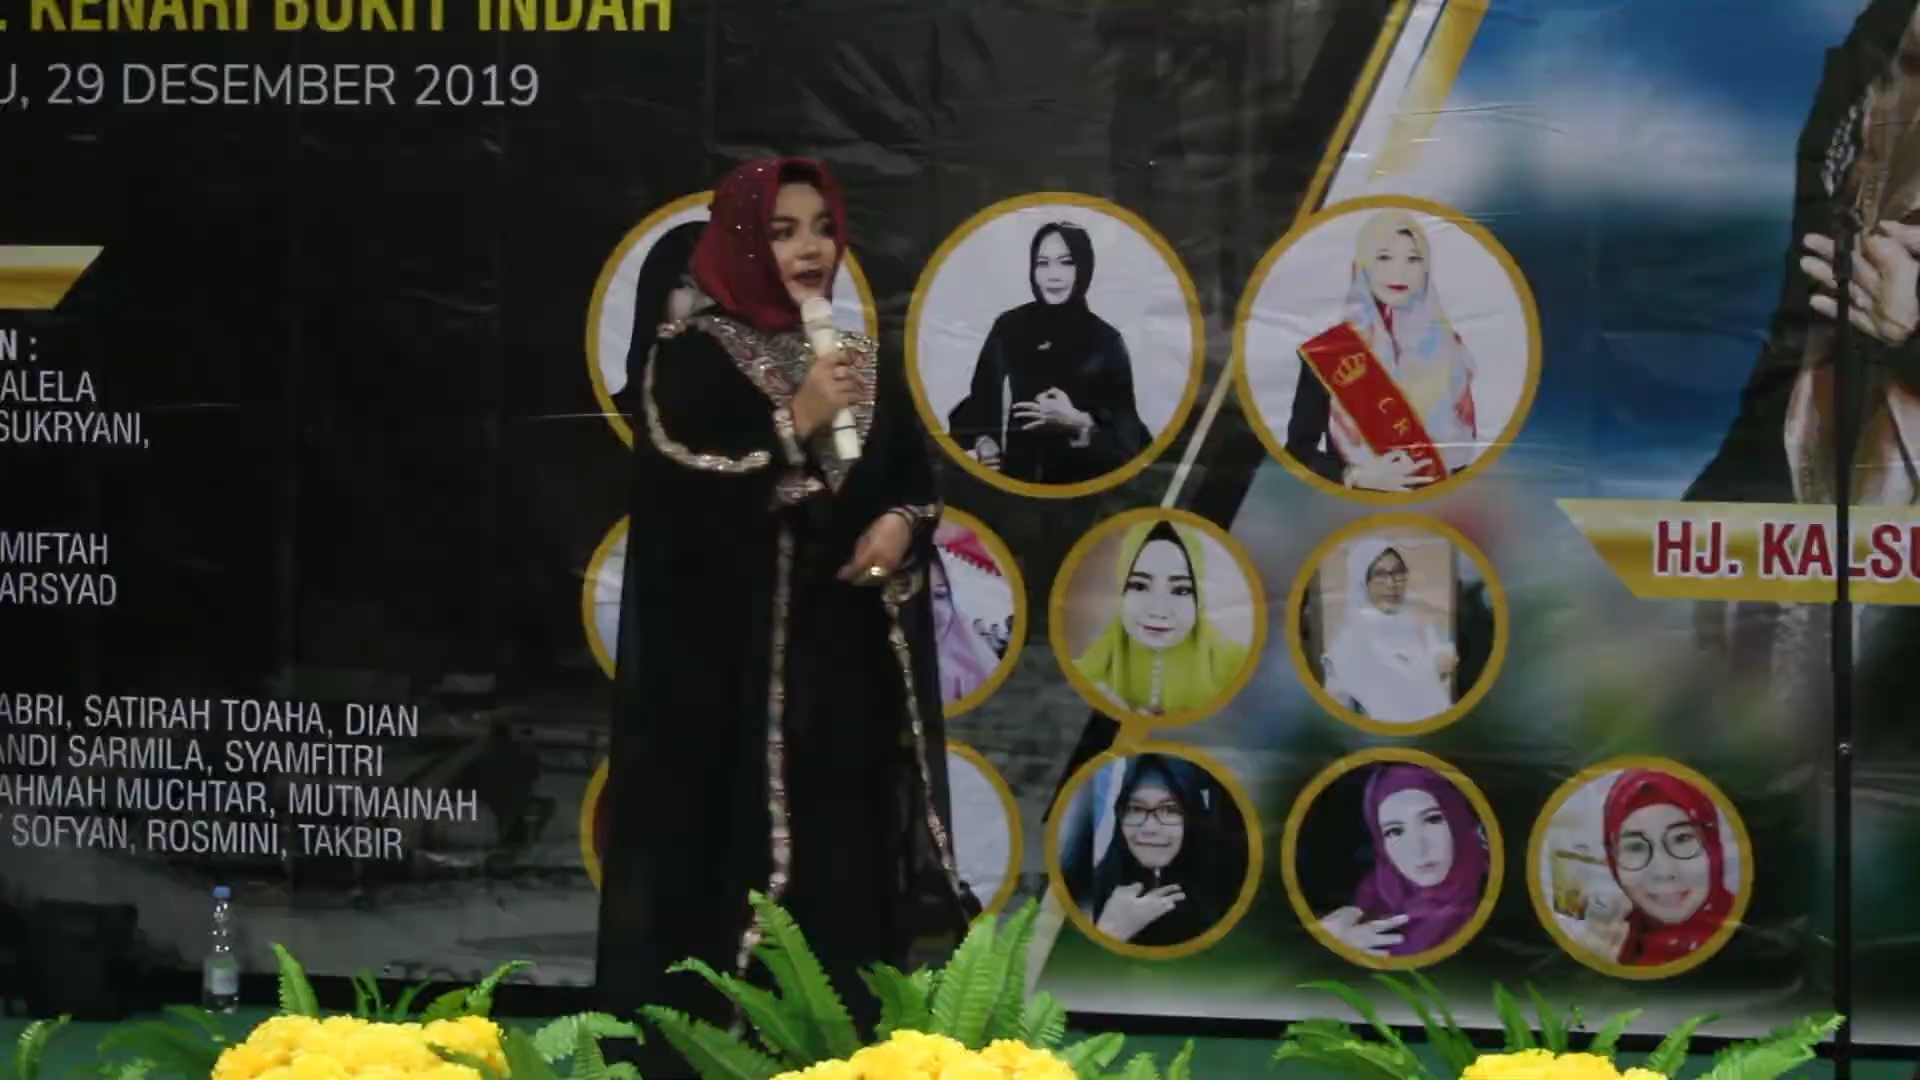 KENARI BUKIT INDAH
U, 29 DESEMBER 2019
N :
ALELA
SUKRYANI,
MIFTAH
ARSYAD
ABRI, SATIRAH TOAHA, DIAN
ANDI SARMILA, SYAMFITRI
AHMAH MUCHTAR, MUTMAINAH
SOFYAN, ROSMINI, TAKBIR
HJ. KALSU